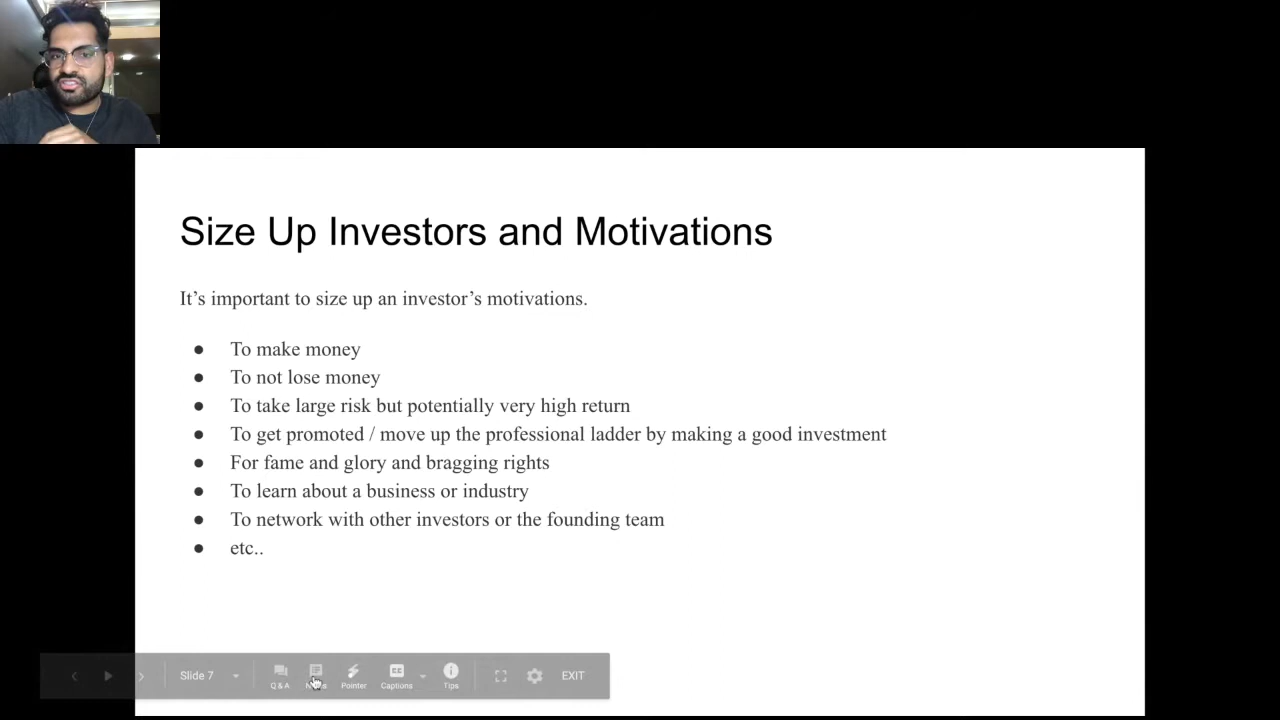 Size Up Investors and Motivations
It's important to size up an investor's motivations.
● To make money
● To not lose money
● To take large risk but potentially very high return
● To get promoted / move up the professional ladder by making a good investment
● For fame and glory and bragging rights
● To learn about a business or industry
● To network with other investors or the founding team
● etc..
Slide 7
Q & A
Pointer
CC
Captions
Tips
EXIT